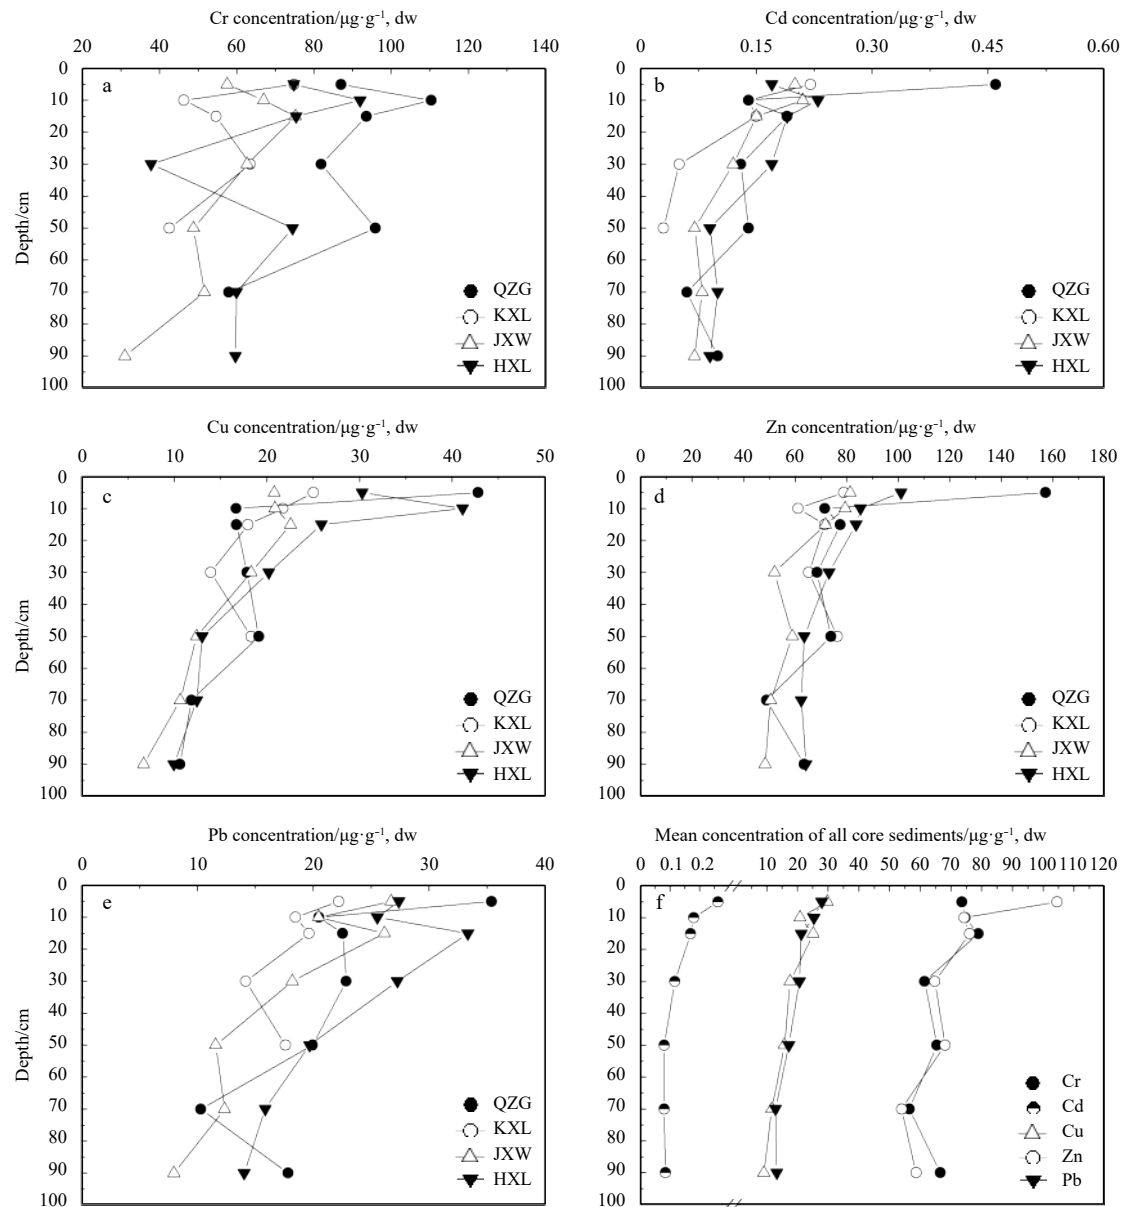 Cr concentration/μg·g⁻¹, dw
20 40 60 80 100 120 140
0
10
20
30
40
50
60
70
80
90
100
Depth/cm
a
QZG
KXL
JXW
HXL
Cd concentration/μg·g⁻¹, dw
0 0.15 0.30 0.45 0.60
0
10
20
30
40
50
60
70
80
90
100
b
QZG
KXL
JXW
HXL
Cu concentration/μg·g⁻¹, dw
0 10 20 30 40 50
0
10
20
30
40
50
60
70
80
90
100
Depth/cm
c
QZG
KXL
JXW
HXL
Zn concentration/μg·g⁻¹, dw
0 20 40 60 80 100 120 140 160 180
0
10
20
30
40
50
60
70
80
90
100
d
QZG
KXL
JXW
HXL
Pb concentration/μg·g⁻¹, dw
0 10 20 30 40
0
10
20
30
40
50
60
70
80
90
100
Depth/cm
e
QZG
KXL
JXW
HXL
Mean concentration of all core sediments/μg·g⁻¹, dw
0 0.1 0.2 10 20 30 40 50 60 70 80 90 100 110 120
0
10
20
30
40
50
60
70
80
90
100
f
Cr
Cd
Cu
Zn
Pb